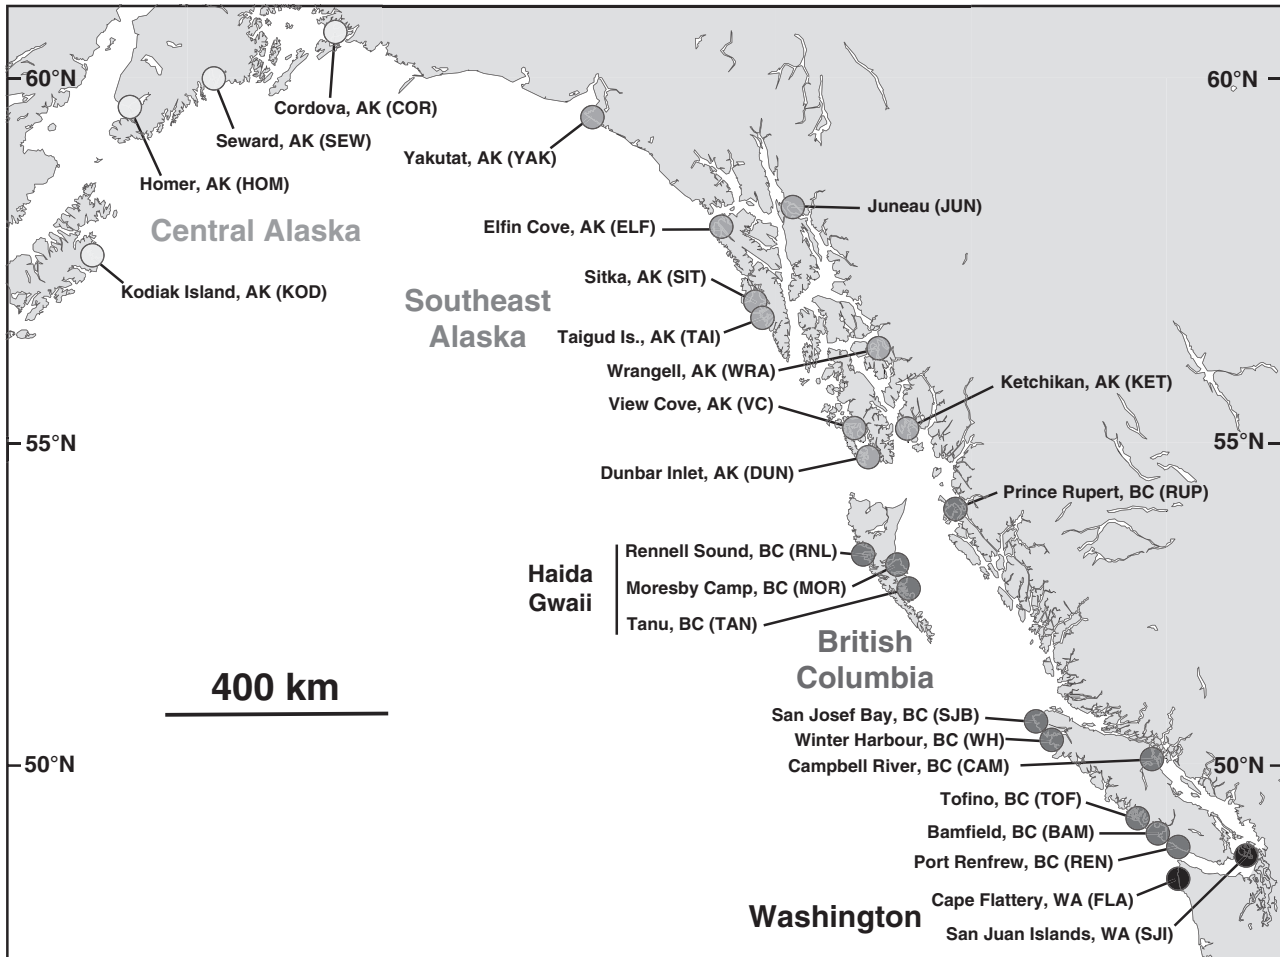 60°N
60°N
Cordova, AK (COR)
Seward, AK (SEW)
Yakutat, AK (YAK)
Homer, AK (HOM)
Juneau (JUN)
Central Alaska
Elfin Cove, AK (ELF)
Sitka, AK (SIT)
Kodiak Island, AK (KOD)
Southeast
Alaska
Taigud Is., AK (TAI)
Wrangell, AK (WRA)
Ketchikan, AK (KET)
View Cove, AK (VC)
55°N
55°N
Dunbar Inlet, AK (DUN)
Prince Rupert, BC (RUP)
Rennell Sound, BC (RNL)
Haida
Gwaii
Moresby Camp, BC (MOR)
Tanu, BC (TAN)
British
Columbia
400 km
San Josef Bay, BC (SJB)
Winter Harbour, BC (WH)
50°N
50°N
Campbell River, BC (CAM)
Tofino, BC (TOF)
Bamfield, BC (BAM)
Port Renfrew, BC (REN)
Cape Flattery, WA (FLA)
Washington
San Juan Islands, WA (SJI)